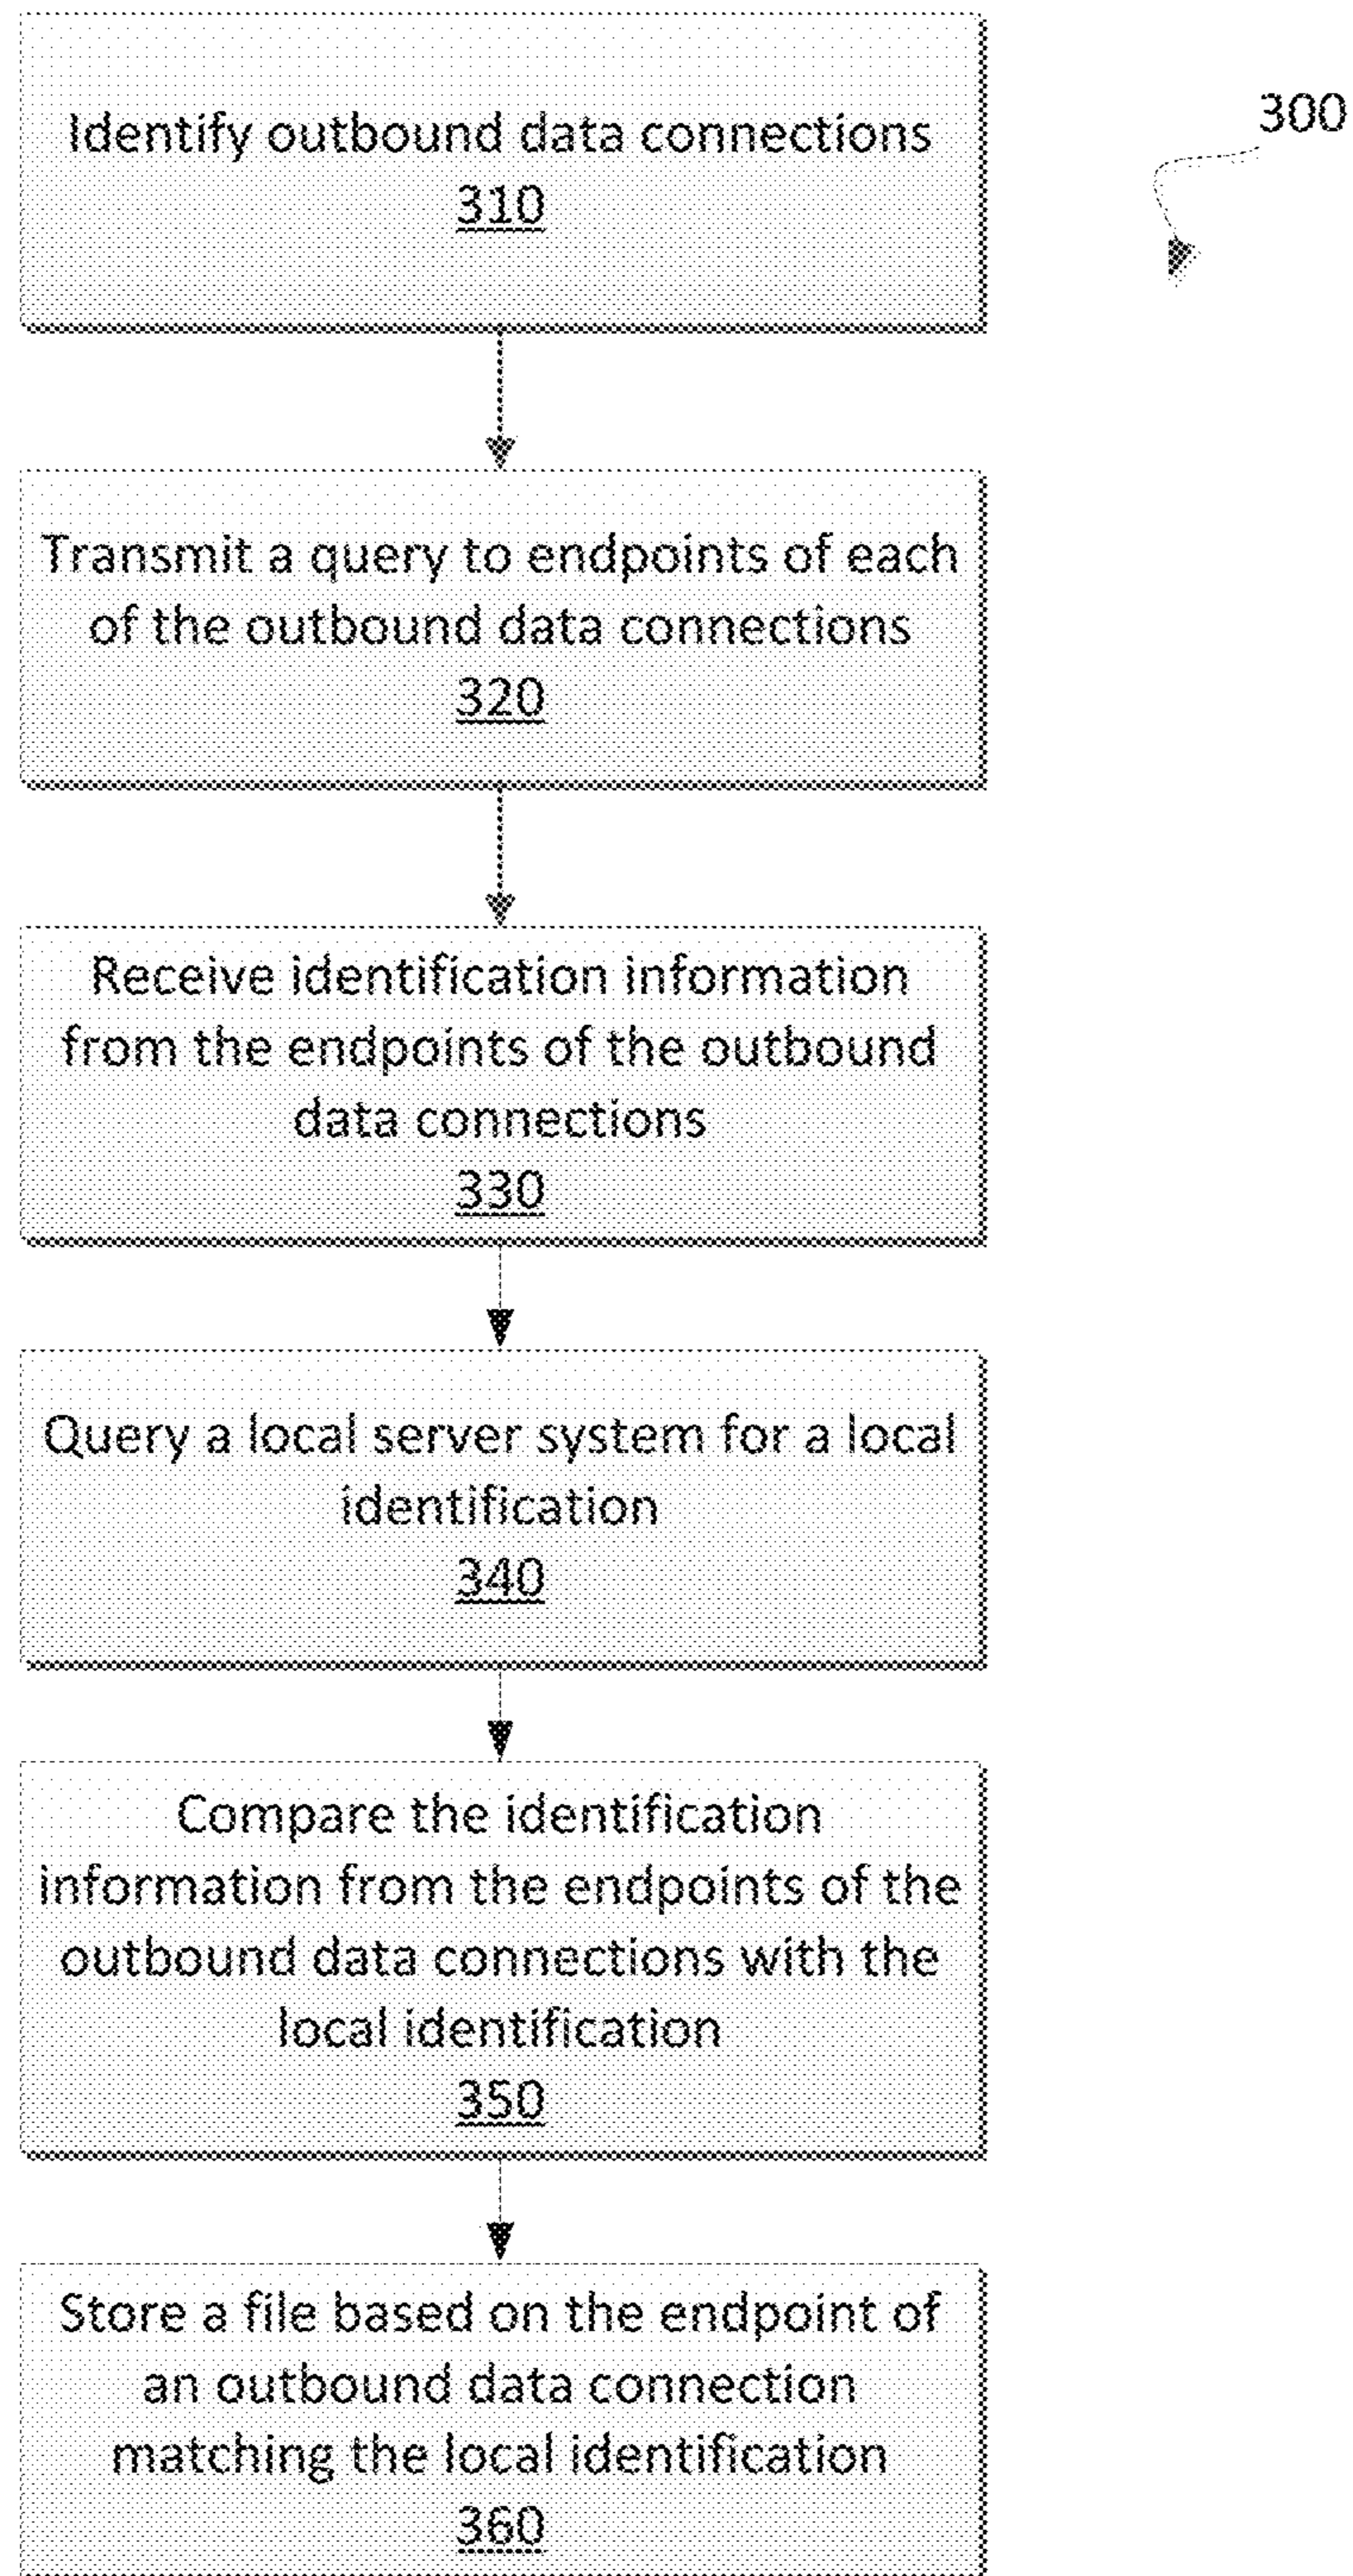 Identify outbound data connections
310
300
Transmit a query to endpoints of each
of the outbound data connections
320
Receive identification information
from the endpoints of the outbound
data connections
330
Query a local server system for a local
identification
340
Compare the identification
information from the endpoints of the
outbound data connections with the
local identification
350
Store a file based on the endpoint of
an outbound data connection
matching the local identification
360